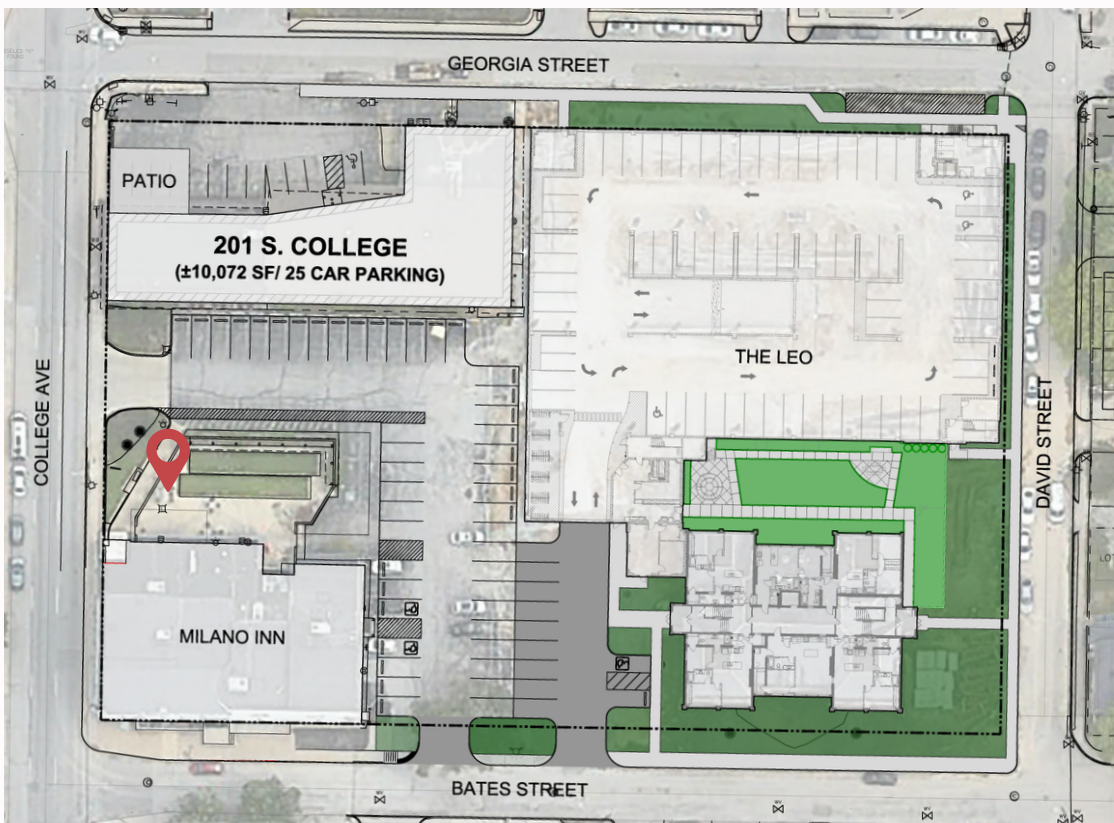 GEORGIA STREET
PATIO
201 S. COLLEGE
(±10,072 SF/ 25 CAR PARKING)
THE LEO
COLLEGE AVE
DAVID STREET
MILANO INN
BATES STREET